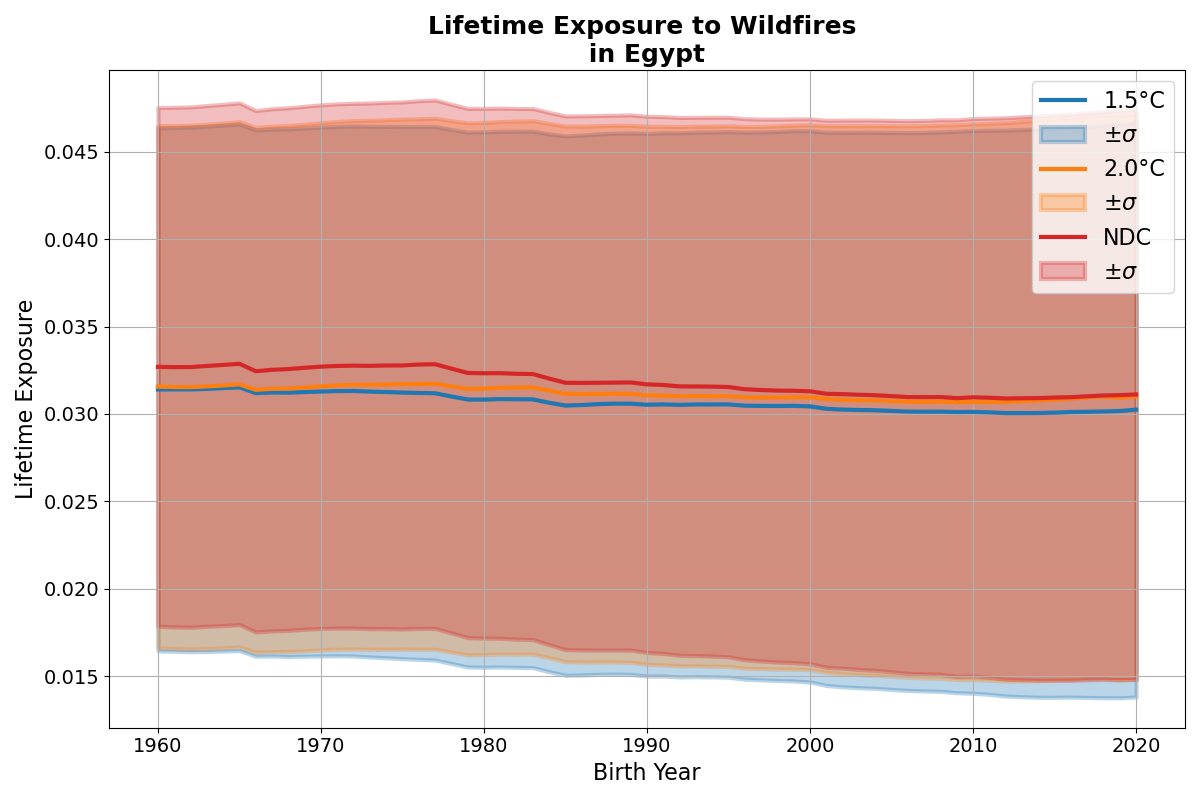 Lifetime Exposure to Wildfires
in Egypt
1.5°C
±σ
2.0°C
±σ
NDC
±σ
Lifetime Exposure
0.045
0.040
0.035
0.030
0.025
0.020
0.015
1960 1970 1980 1990 2000 2010 2020
Birth Year